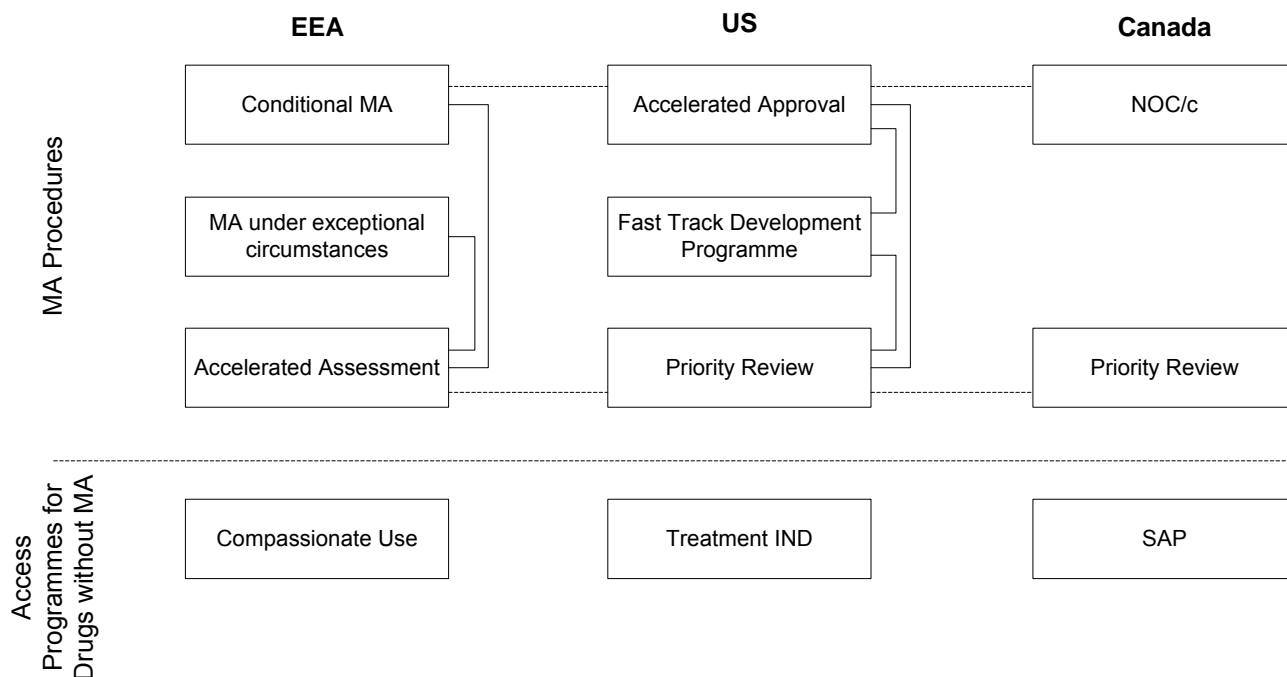 EEA
US
Canada
MA Procedures
Conditional MA
Accelerated Approval
NOC/c
MA under exceptional
circumstances
Fast Track Development
Programme
Accelerated Assessment
Priority Review
Priority Review
Access
Programmes for
Drugs without MA
Compassionate Use
Treatment IND
SAP